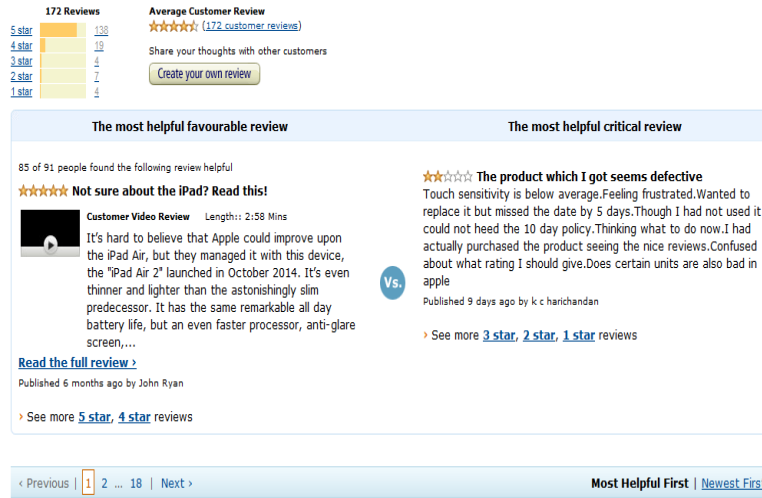 172 Reviews
5 star 138
4 star 19
3 star 4
2 star 7
1 star 4
Average Customer Review
(172 customer reviews)
Share your thoughts with other customers
Create your own review
The most helpful favourable review
85 of 91 people found the following review helpful
Not sure about the iPad? Read this!
Customer Video Review Length:: 2:58 Mins
It's hard to believe that Apple could improve upon
the iPad Air, but they managed it with this device,
the "iPad Air 2" launched in October 2014. It's even
thinner and lighter than the astonishingly slim
predecessor. It has the same remarkable all day
battery life, but an even faster processor, anti-glare
screen,...
Read the full review ›
Published 6 months ago by John Ryan
› See more 5 star, 4 star reviews
Vs.
The most helpful critical review
The product which I got seems defective
Touch sensitivity is below average.Feeling frustrated.Wanted to
replace it but missed the date by 5 days.Though I had not used it
could not heed the 10 day policy.Thinking what to do now.I had
actually purchased the product seeing the nice reviews.Confused
about what rating I should give.Does certain units are also bad in
apple
Published 9 days ago by k c harichandan
› See more 3 star, 2 star, 1 star reviews
‹ Previous | 1 2 ... 18 | Next ›
Most Helpful First | Newest Firs